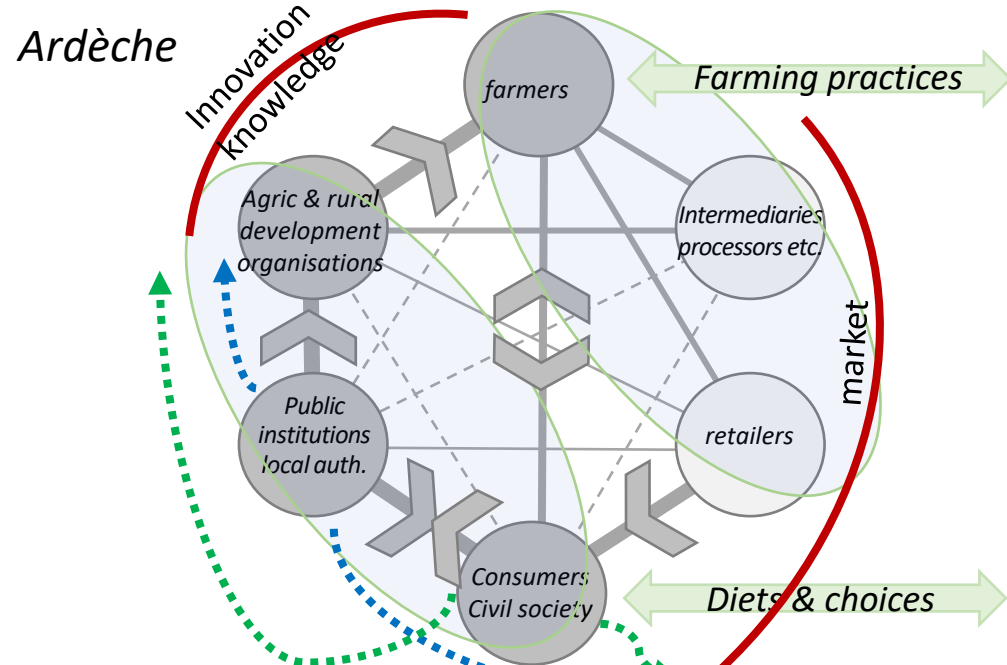 Ardèche
Innovation
knowledge
farmers
Farming practices
Agric & rural
development
organisations
Intermediaries
processors etc.
market
Public
institutions
local auth.
retailers
Consumers
Civil society
Diets & choices